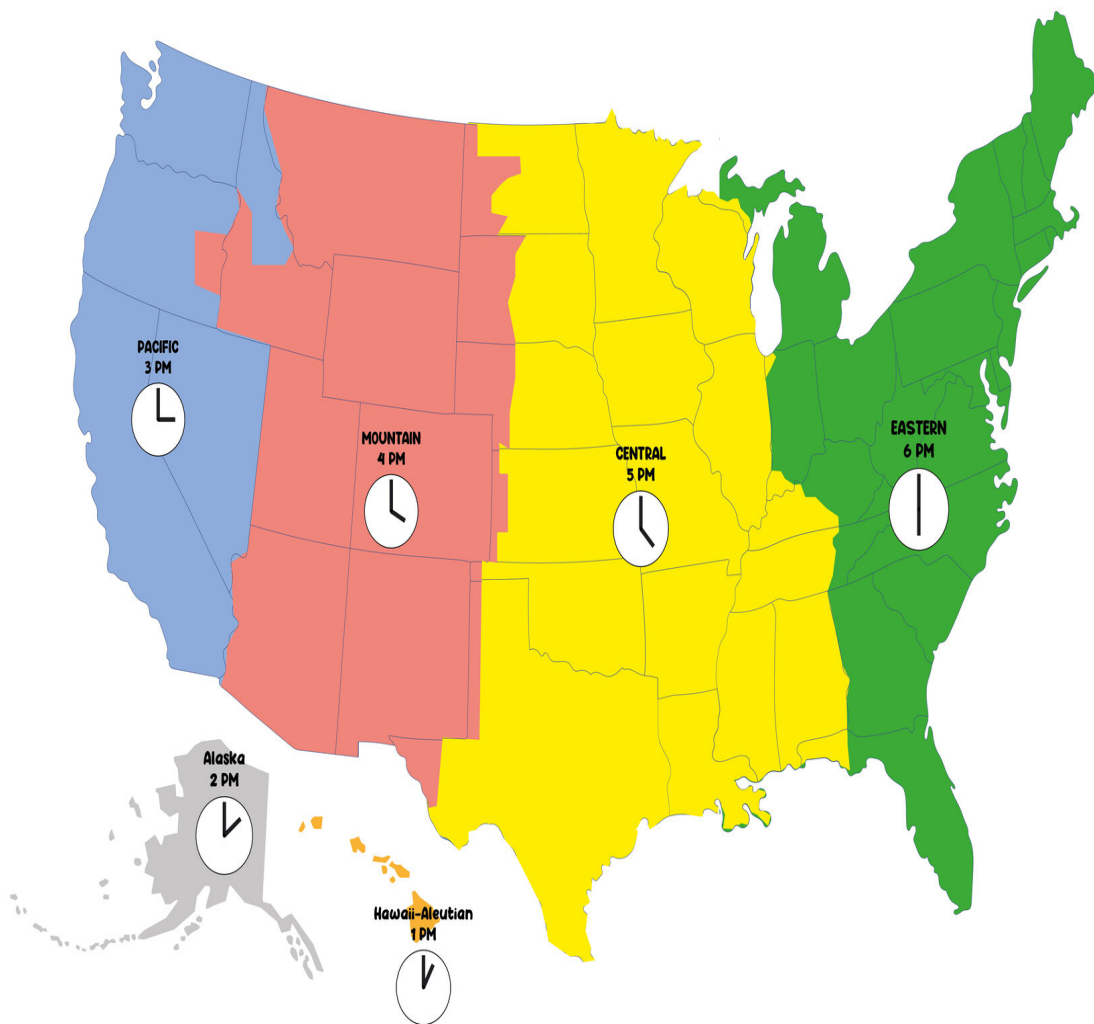 PACIFIC
3 PM
MOUNTAIN
4 PM
CENTRAL
5 PM
EASTERN
6 PM
Alaska
2 PM
Hawaii-Aleutian
1 PM